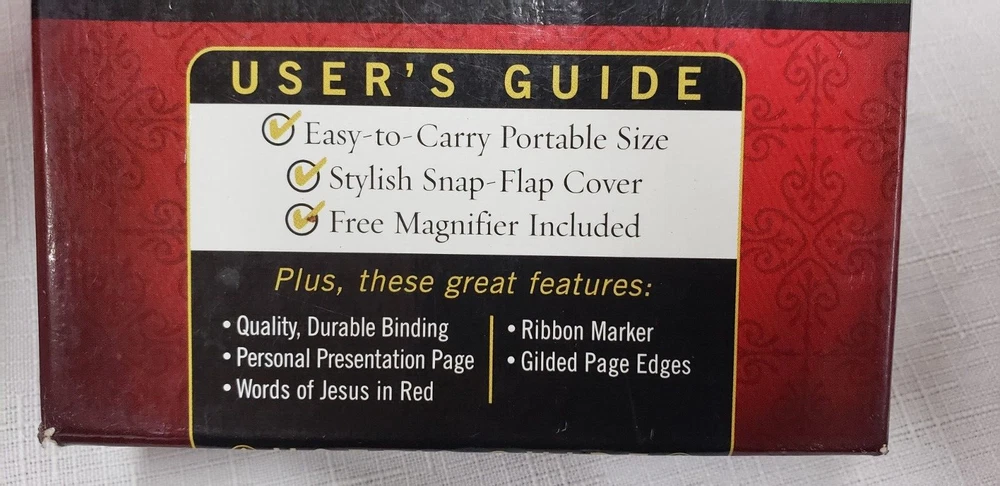 USER'S GUIDE
Easy-to-Carry Portable Size
Stylish Snap-Flap Cover
Free Magnifier Included
Plus, these great features:
• Quality, Durable Binding
• Personal Presentation Page
• Words of Jesus in Red
• Ribbon Marker
• Gilded Page Edges